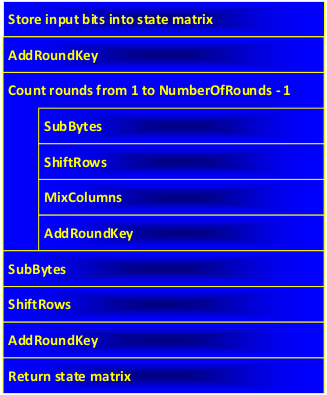 Store input bits into state matrix
AddRoundKey
Count rounds from 1 to NumberOfRounds - 1
SubBytes
ShiftRows
MixColumns
AddRoundKey
SubBytes
ShiftRows
AddRoundKey
Return state matrix